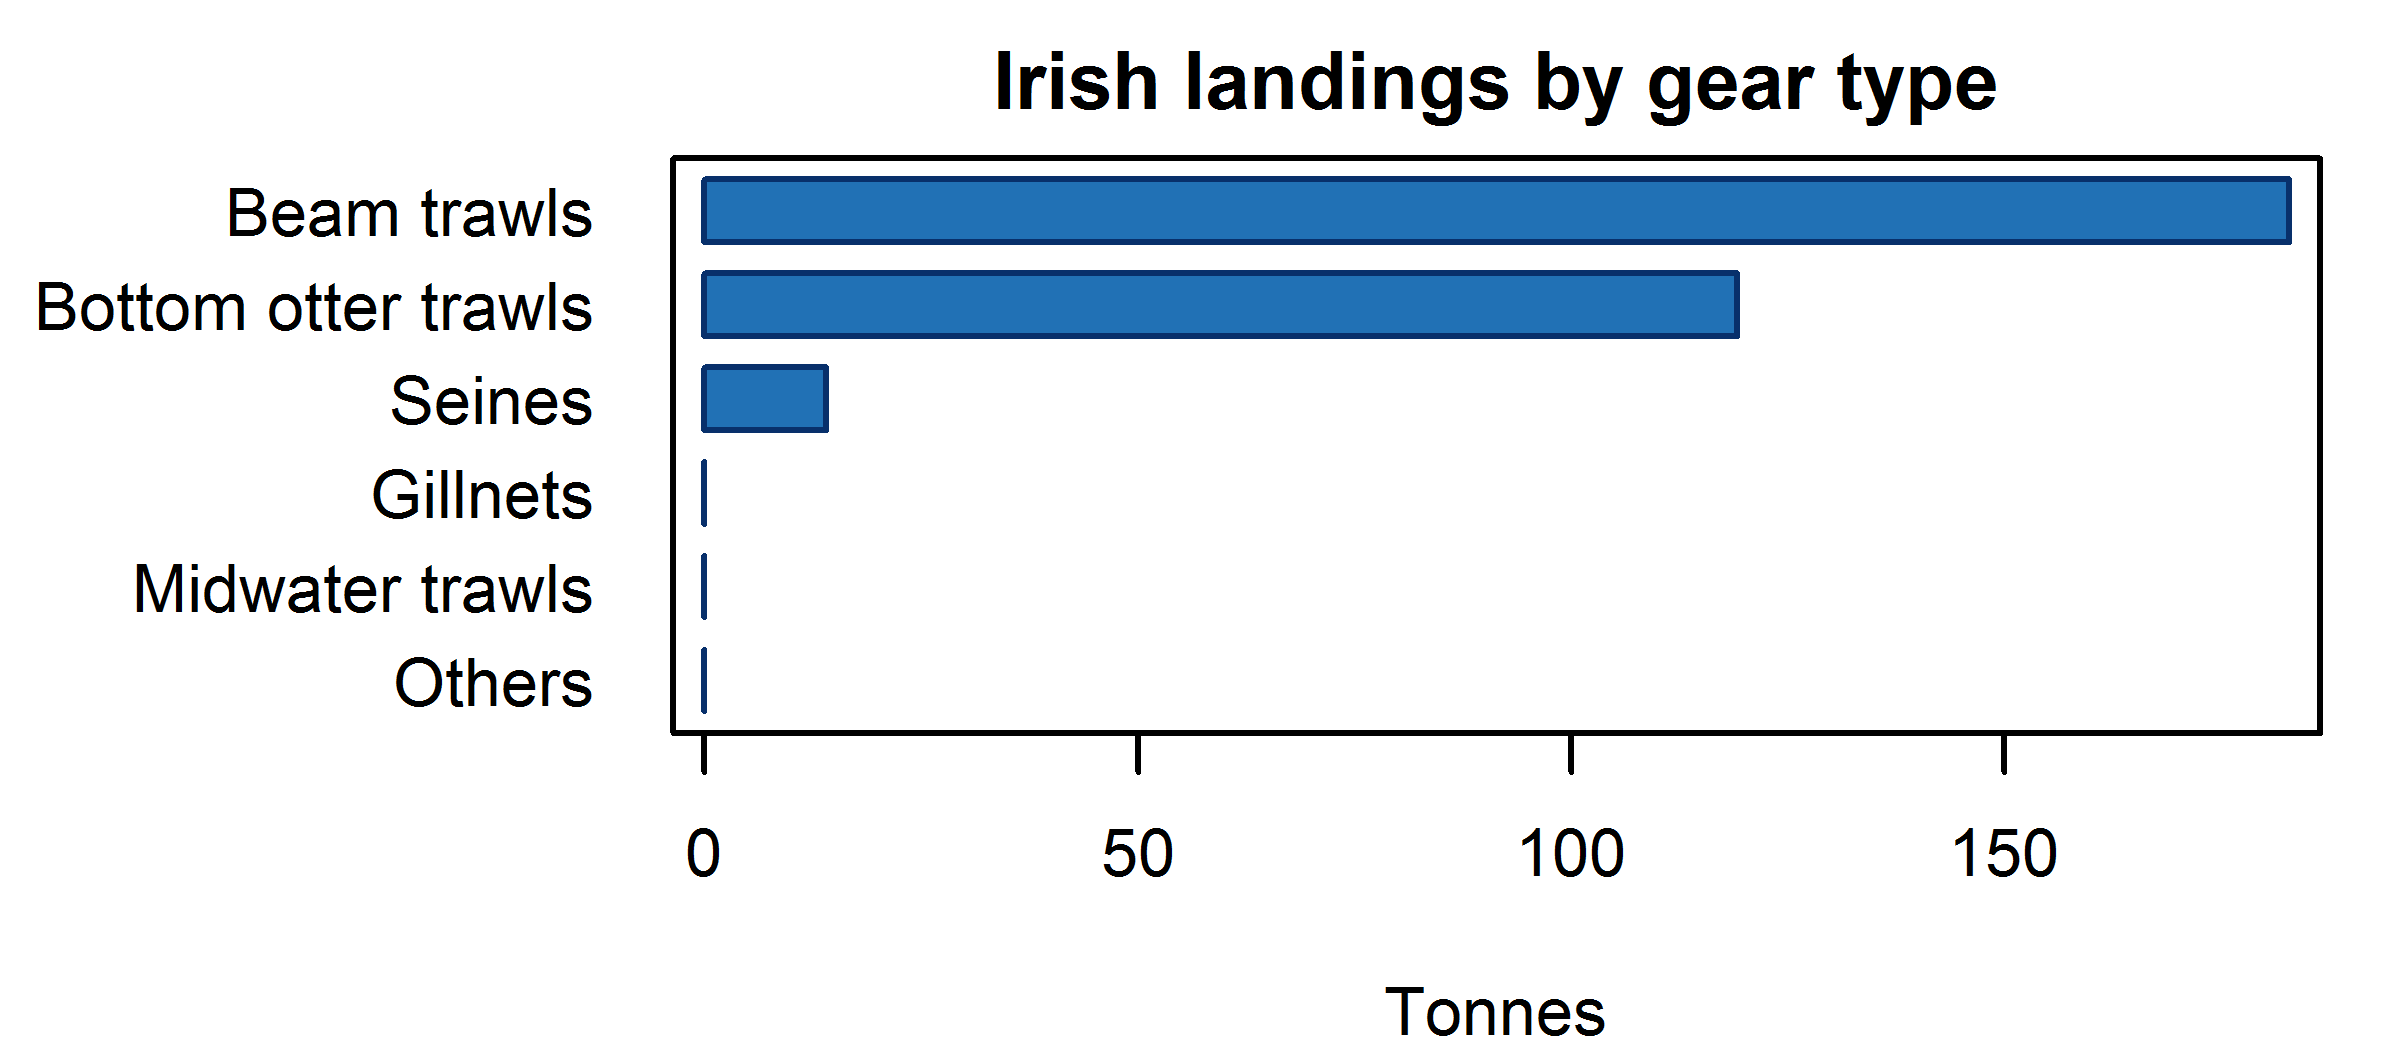 Irish landings by gear type
Beam trawls
Bottom otter trawls
Seines
Gillnets
Midwater trawls
Others
0 50 100 150
Tonnes